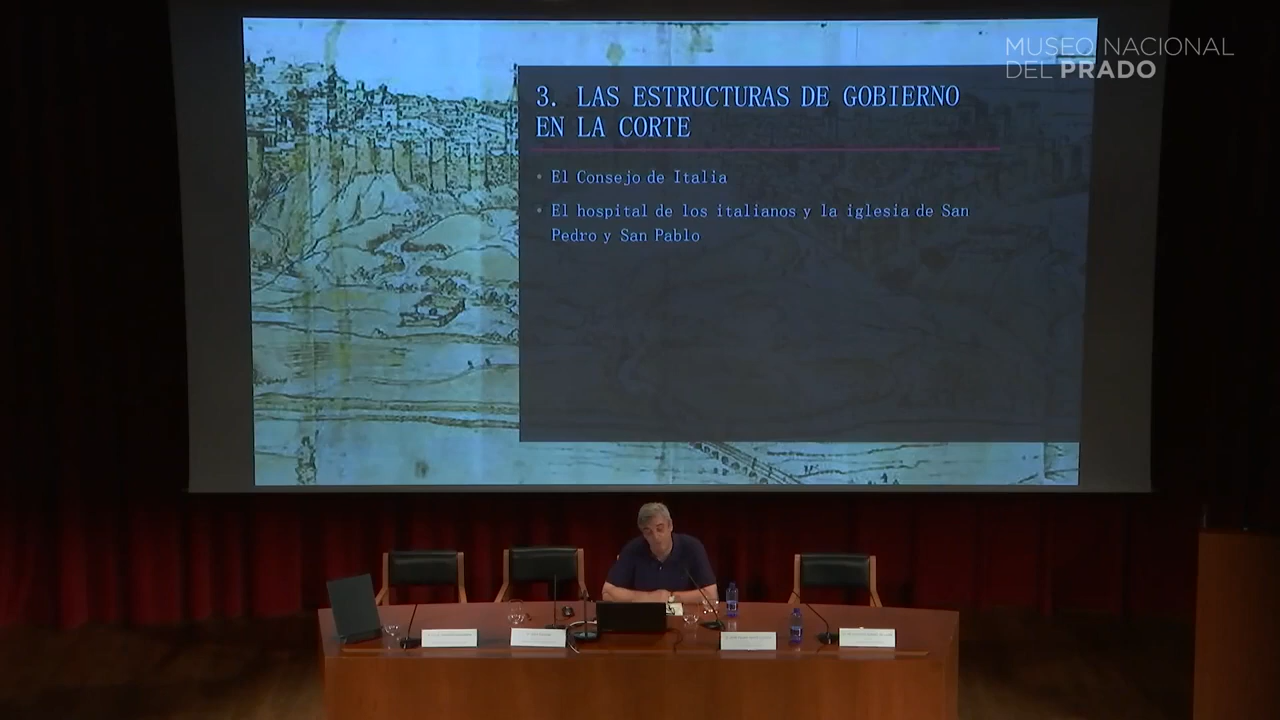 MUSEO NACIONAL
DEL PRADO
3. LAS ESTRUCTURAS DE GOBIERNO
EN LA CORTE
• El Consejo de Italia
• El hospital de los italianos y la iglesia de San
Pedro y San Pablo